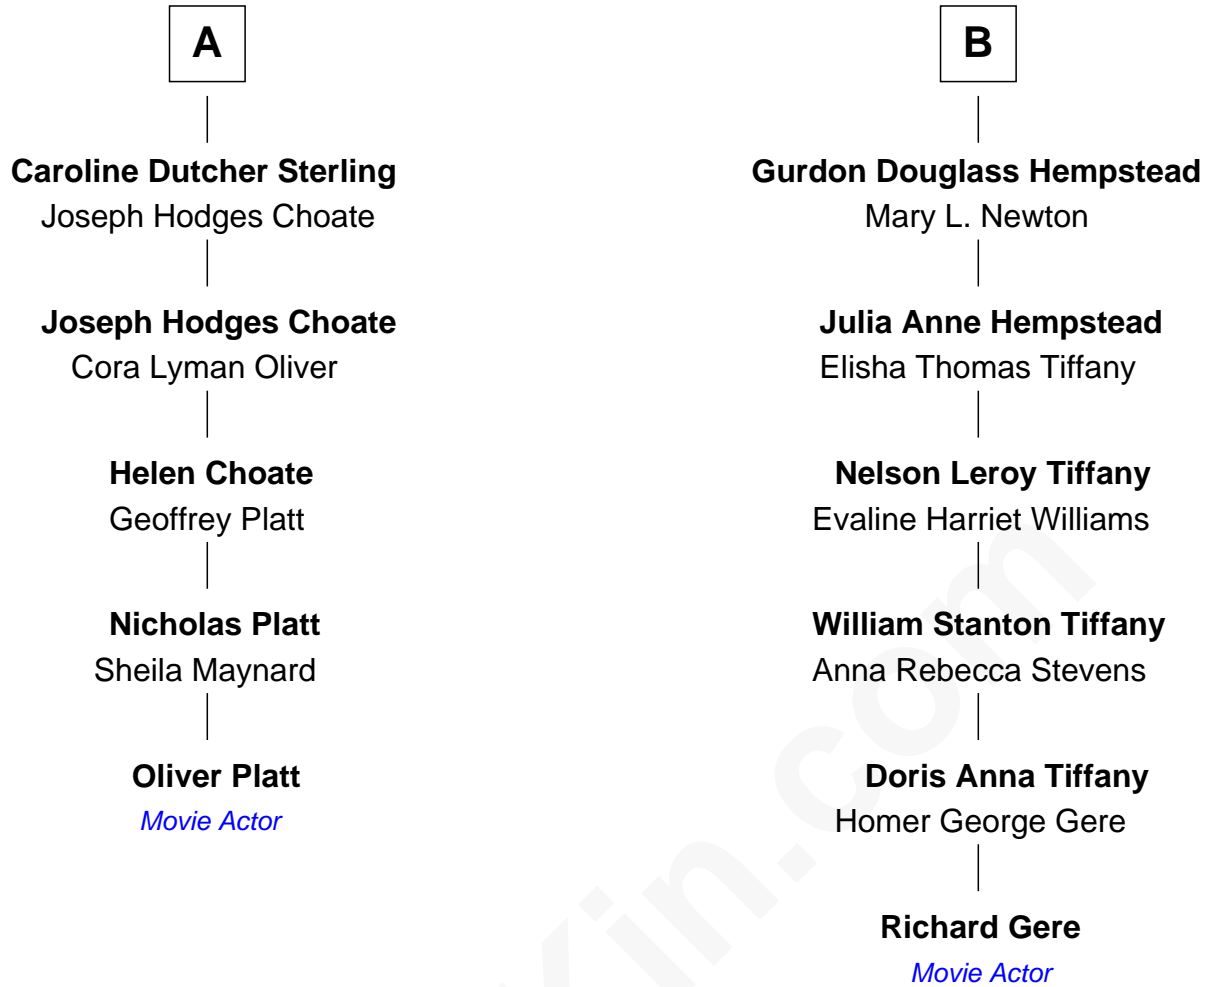 A
Caroline Dutcher Sterling
Joseph Hodges Choate
Joseph Hodges Choate
Cora Lyman Oliver
Helen Choate
Geoffrey Platt
Nicholas Platt
Sheila Maynard
Oliver Platt
Movie Actor
B
Gurdon Douglass Hempstead
Mary L. Newton
Julia Anne Hempstead
Elisha Thomas Tiffany
Nelson Leroy Tiffany
Evaline Harriet Williams
William Stanton Tiffany
Anna Rebecca Stevens
Doris Anna Tiffany
Homer George Gere
Richard Gere
Movie Actor
Kin.com